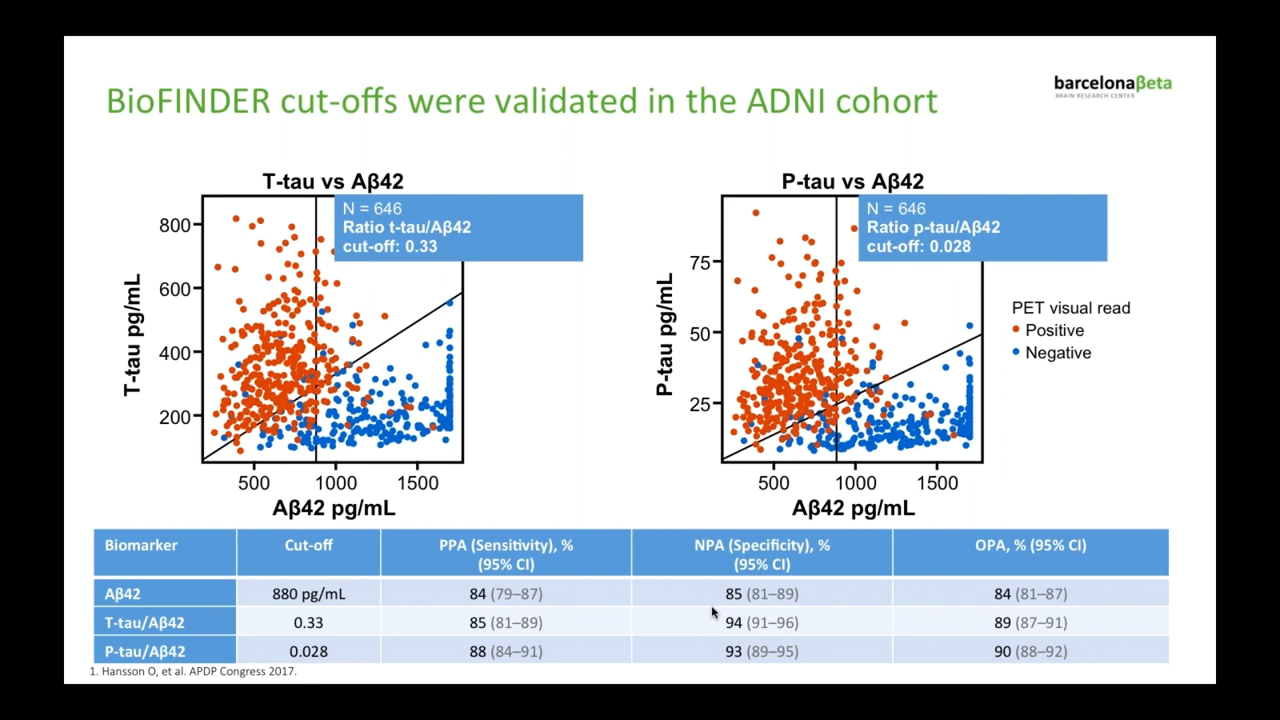 BioFINDER cut-offs were validated in the ADNI cohort
barcelonaβeta
BRAIN RESEARCH CENTER
T-tau vs Aβ42
N = 646
Ratio t-tau/Aβ42
cut-off: 0.33
T-tau pg/mL
800
600
400
200
500 1000 1500
Aβ42 pg/mL
P-tau vs Aβ42
N = 646
Ratio p-tau/Aβ42
cut-off: 0.028
P-tau pg/mL
75
50
25
500 1000 1500
Aβ42 pg/mL
PET visual read
Positive
Negative
Biomarker Cut-off PPA (Sensitivity), % (95% CI) NPA (Specificity), % (95% CI) OPA, % (95% CI)
Aβ42 880 pg/mL 84 (79–87) 85 (81–89) 84 (81–87)
T-tau/Aβ42 0.33 85 (81–89) 94 (91–96) 89 (87–91)
P-tau/Aβ42 0.028 88 (84–91) 93 (89–95) 90 (88–92)
1. Hansson O, et al. APDP Congress 2017.